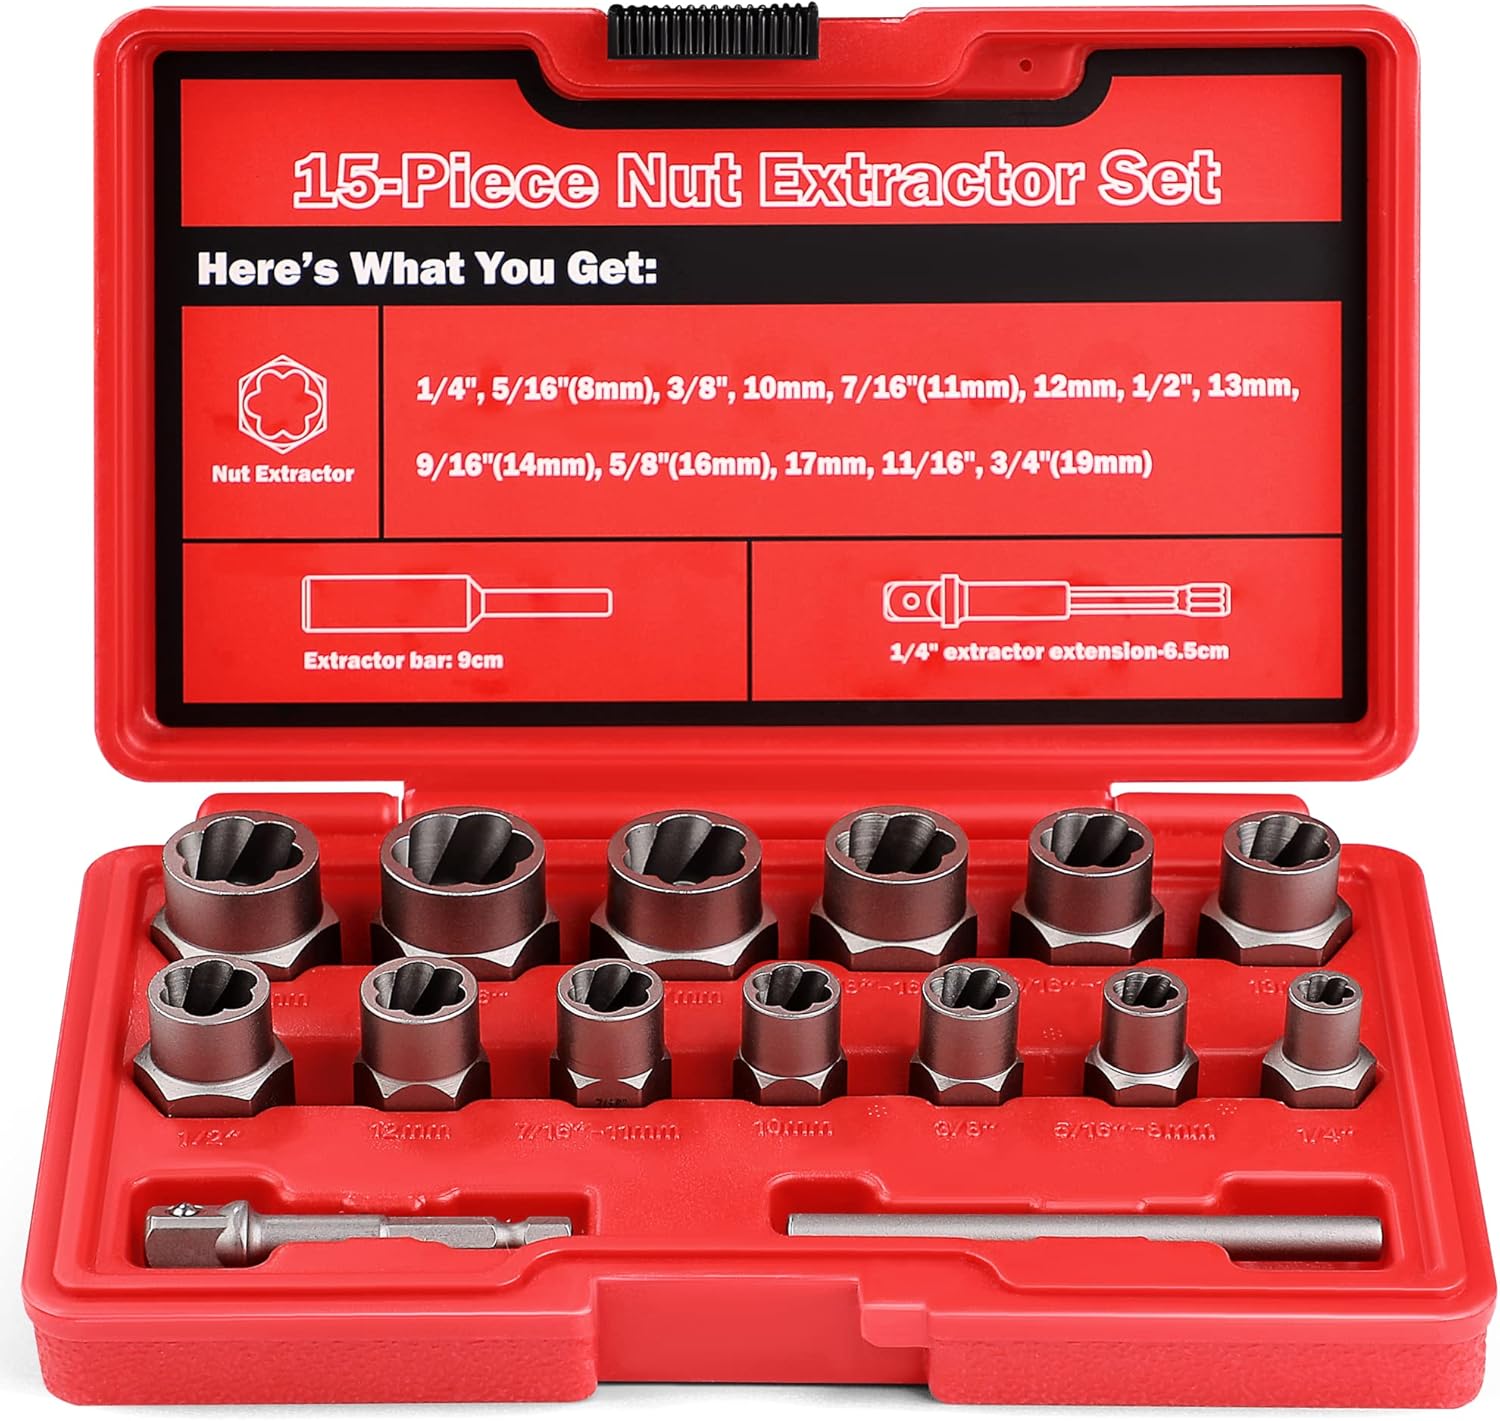 15-Piece Nut Extractor Set
Here's What You Get:
1/4", 5/16"(8mm), 3/8", 10mm, 7/16"(11mm), 12mm, 1/2", 13mm,
9/16"(14mm), 5/8"(16mm), 17mm, 11/16", 3/4"(19mm)
Nut Extractor
Extractor bar: 9cm
1/4" extractor extension-6.5cm
1/2" 12mm 7/16"-11mm 10mm 3/8" 5/16"-8mm 1/4"